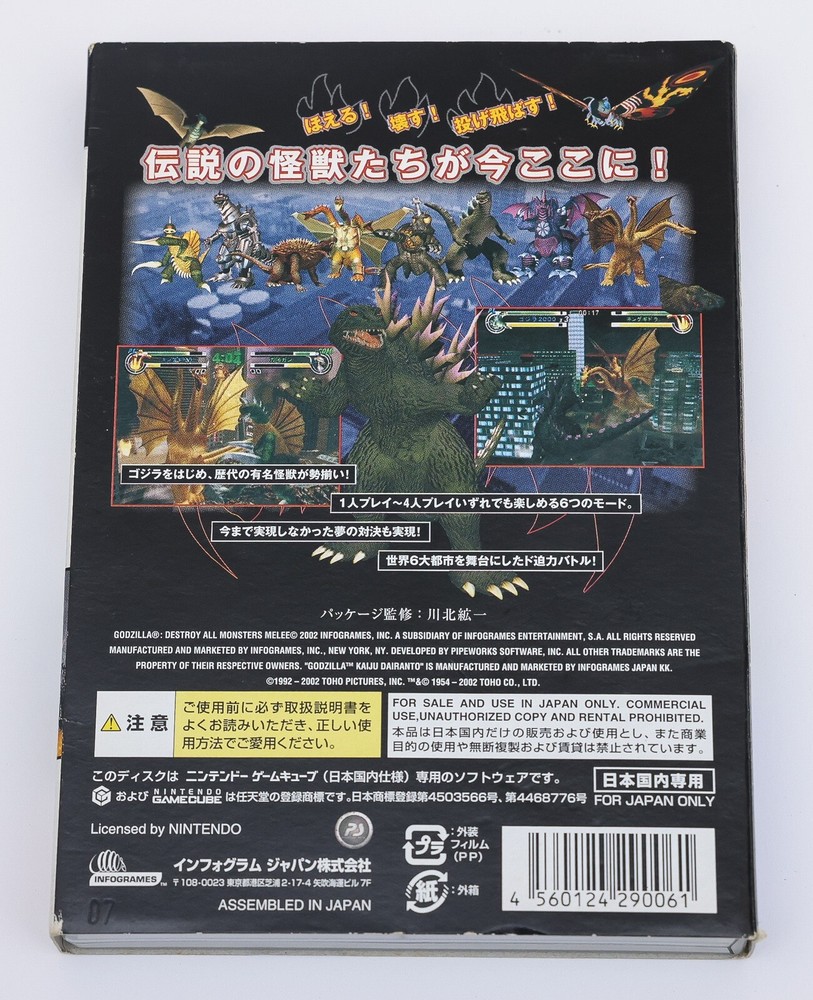 ほえる!
壊す!
投げ飛ばす!
伝説の怪獣たちが今ここに!
00:17
ゴジラ2000
キングギドラ
4:02
ゴジラをはじめ、歴代の有名怪獣が勢揃い!
1人プレイ〜4人プレイいずれでも楽しめる6つのモード。
今まで実現しなかった夢の対決も実現!
世界6大都市を舞台にしたド迫力バトル!
パッケージ監修:川北紘一
GODZILLA®: DESTROY ALL MONSTERS MELEE© 2002 INFOGRAMES, INC. A SUBSIDIARY OF INFOGRAMES ENTERTAINMENT, S.A. ALL RIGHTS RESERVED
MANUFACTURED AND MARKETED BY INFOGRAMES, INC., NEW YORK, NY. DEVELOPED BY PIPEWORKS SOFTWARE, INC. ALL OTHER TRADEMARKS ARE THE
PROPERTY OF THEIR RESPECTIVE OWNERS. "GODZILLA™ KAIJU DAIRANTO" IS MANUFACTURED AND MARKETED BY INFOGRAMES JAPAN KK.
©1992 – 2002 TOHO PICTURES, INC. ™&© 1954 – 2002 TOHO CO., LTD.
注意
ご使用前に必ず取扱説明書を
よくお読みいただき、正しい使
用方法でご愛用ください。
FOR SALE AND USE IN JAPAN ONLY. COMMERCIAL
USE,UNAUTHORIZED COPY AND RENTAL PROHIBITED.
本品は日本国内だけの販売および使用とし、また商業
目的の使用や無断複製および賃貸は禁止されています。
このディスクは ニンテンドー ゲームキューブ(日本国内仕様)専用のソフトウェアです。
および NINTENDO GAMECUBE は任天堂の登録商標です。日本商標登録第4503566号、第4468776号
日本国内専用
FOR JAPAN ONLY
Licensed by NINTENDO
INFOGRAMES™
インフォグラム ジャパン株式会社
〒108-0023 東京都港区芝浦2-17-4 矢吹海運ビル 7F
ASSEMBLED IN JAPAN
プラ
:外装
フィルム
(PP)
紙
:外箱
4 560124 290061
07